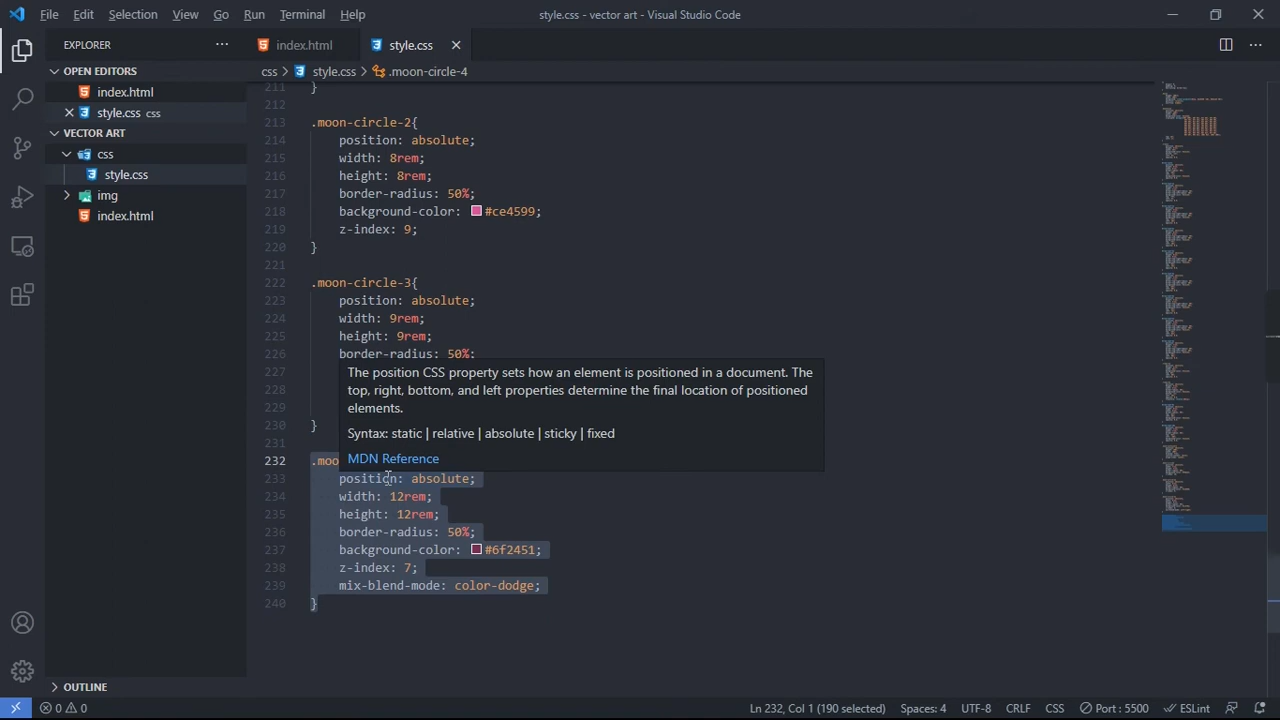 File Edit Selection View Go Run Terminal Help
style.css - vector art - Visual Studio Code
EXPLORER
index.html
style.css
OPEN EDITORS
index.html
style.css css
VECTOR ART
css
style.css
img
index.html
OUTLINE
css > style.css > .moon-circle-4
211 }
212
213 .moon-circle-2{
214 position: absolute;
215 width: 8rem;
216 height: 8rem;
217 border-radius: 50%;
218 background-color: #ce4599;
219 z-index: 9;
220 }
221
222 .moon-circle-3{
223 position: absolute;
224 width: 9rem;
225 height: 9rem;
226 border-radius: 50%;
227
228
229
230 }
231
The position CSS property sets how an element is positioned in a document. The
top, right, bottom, and left properties determine the final location of positioned
elements.
Syntax: static | relative | absolute | sticky | fixed
MDN Reference
232 .moo
233 position: absolute;
234 width: 12rem;
235 height: 12rem;
236 border-radius: 50%;
237 background-color: #6f2451;
238 z-index: 7;
239 mix-blend-mode: color-dodge;
240 }
0 0
Ln 232, Col 1 (190 selected) Spaces: 4 UTF-8 CRLF CSS Port : 5500 ESLint